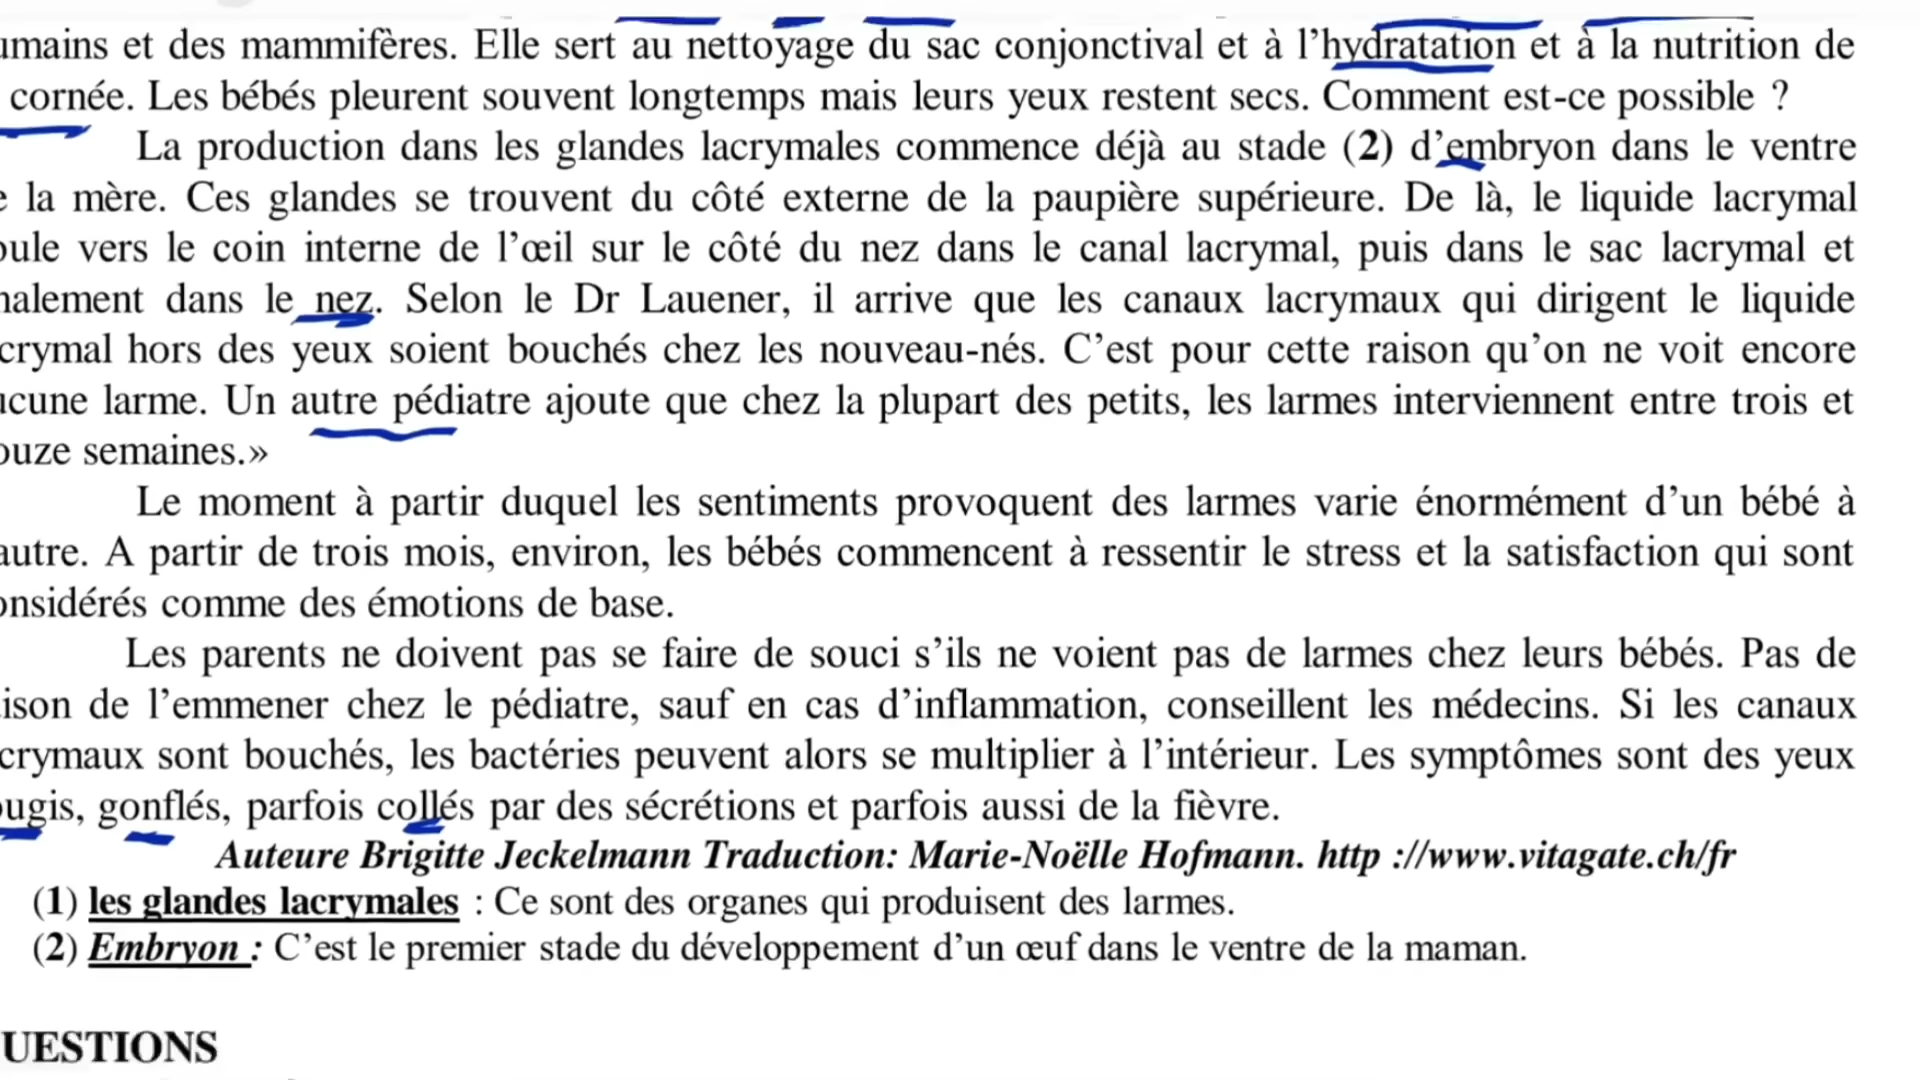 umains et des mammifères. Elle sert au nettoyage du sac conjonctival et à l’hydratation et à la nutrition de
cornée. Les bébés pleurent souvent longtemps mais leurs yeux restent secs. Comment est-ce possible ?
La production dans les glandes lacrymales commence déjà au stade (2) d’embryon dans le ventre
e la mère. Ces glandes se trouvent du côté externe de la paupière supérieure. De là, le liquide lacrymal
oule vers le coin interne de l’œil sur le côté du nez dans le canal lacrymal, puis dans le sac lacrymal et
nalement dans le nez. Selon le Dr Lauener, il arrive que les canaux lacrymaux qui dirigent le liquide
crymal hors des yeux soient bouchés chez les nouveau-nés. C’est pour cette raison qu’on ne voit encore
ucune larme. Un autre pédiatre ajoute que chez la plupart des petits, les larmes interviennent entre trois et
ouze semaines.»
Le moment à partir duquel les sentiments provoquent des larmes varie énormément d’un bébé à
autre. A partir de trois mois, environ, les bébés commencent à ressentir le stress et la satisfaction qui sont
onsidérés comme des émotions de base.
Les parents ne doivent pas se faire de souci s’ils ne voient pas de larmes chez leurs bébés. Pas de
ison de l’emmener chez le pédiatre, sauf en cas d’inflammation, conseillent les médecins. Si les canaux
crymaux sont bouchés, les bactéries peuvent alors se multiplier à l’intérieur. Les symptômes sont des yeux
ougis, gonflés, parfois collés par des sécrétions et parfois aussi de la fièvre.
Auteure Brigitte Jeckelmann Traduction: Marie-Noëlle Hofmann. http ://www.vitagate.ch/fr
(1) les glandes lacrymales : Ce sont des organes qui produisent des larmes.
(2) Embryon : C’est le premier stade du développement d’un œuf dans le ventre de la maman.
UESTIONS